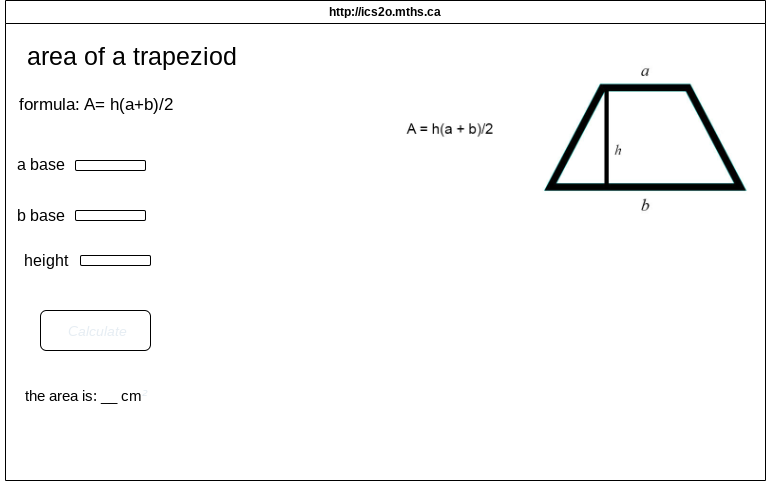 http://ics2o.mths.ca
area of a trapeziod
formula: A= h(a+b)/2
A = h(a + b)/2
a
h
b
a base
b base
height
Calculate
the area is: __ cm